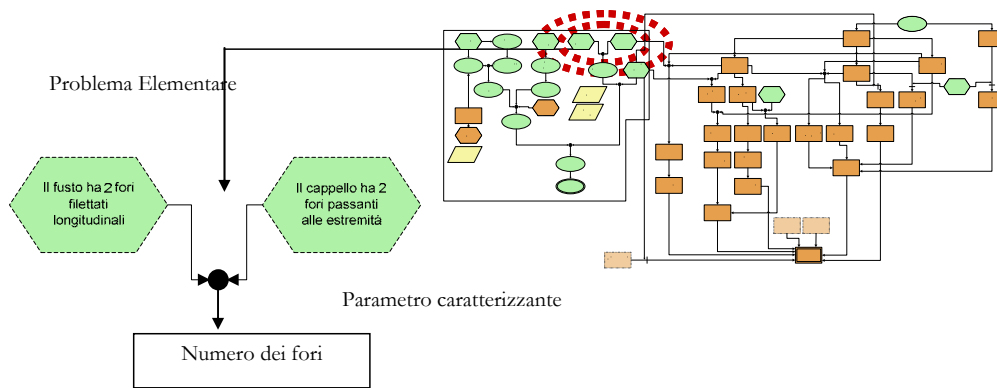 Problema Elementare
Il fusto ha 2 fori
filettati
longitudinali
Il cappello ha 2
fori passanti
alle estremità
Parametro caratterizzante
Numero dei fori